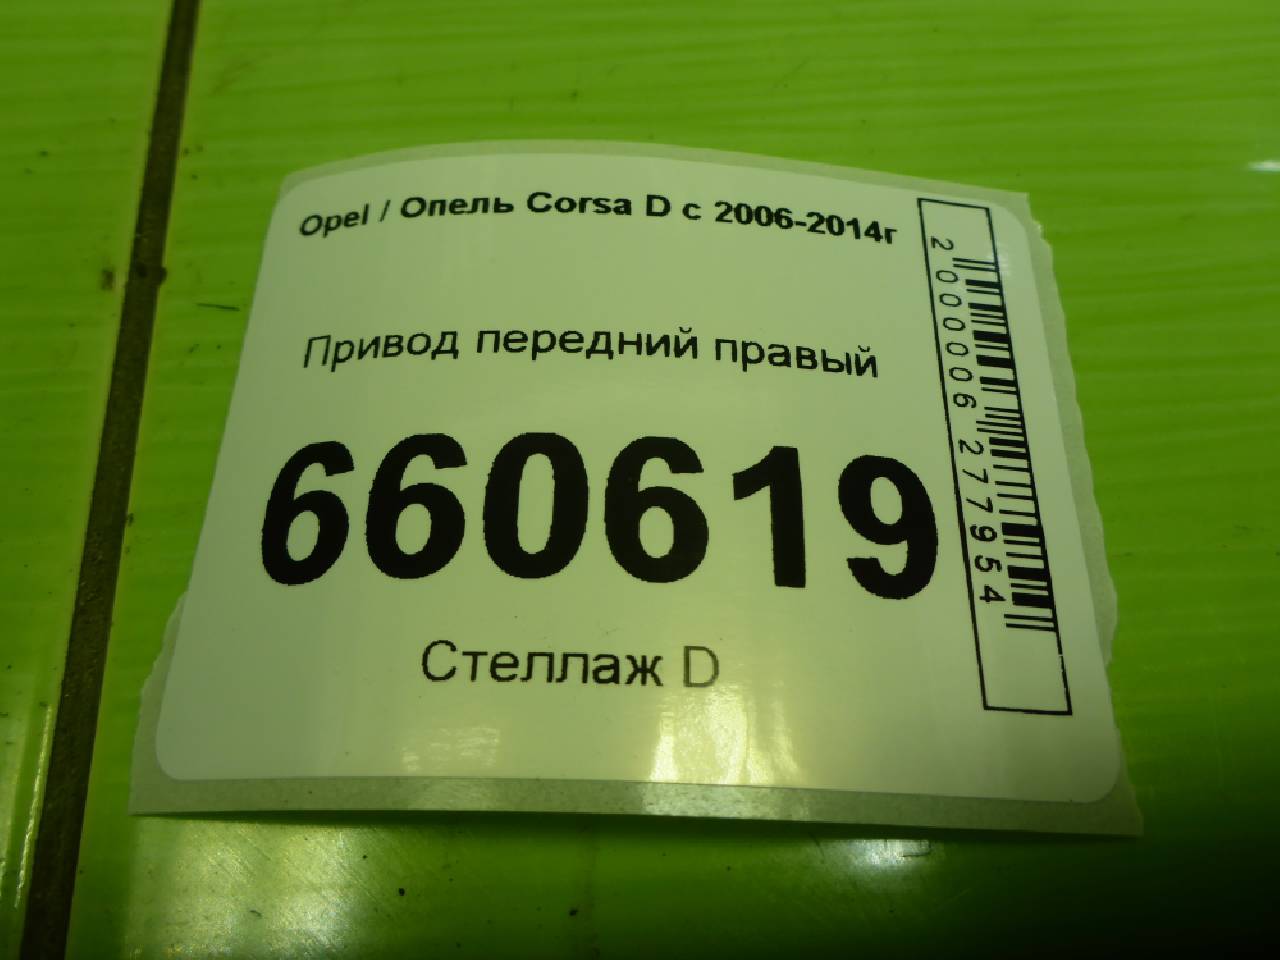 Opel / Опель Corsa D с 2006-2014г
Привод передний правый
660619
Стеллаж D
2000006277954